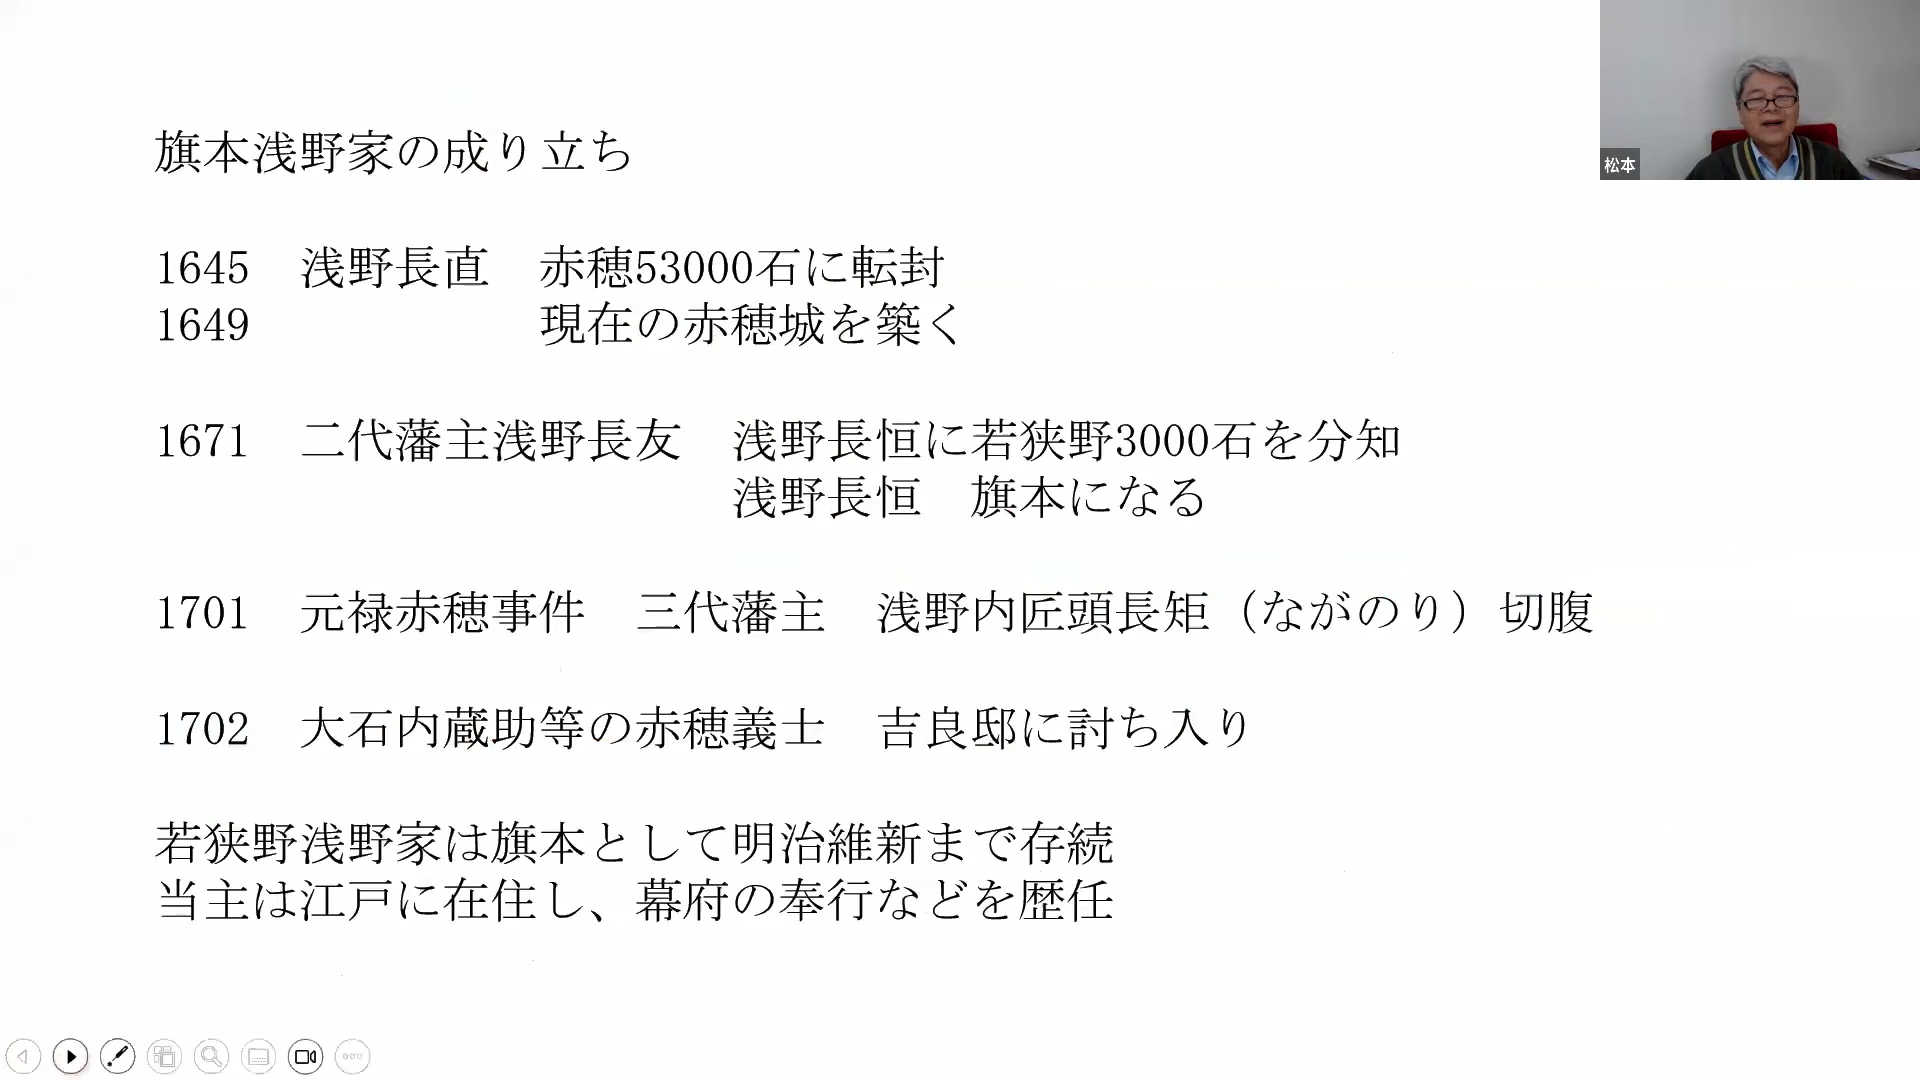 旗本浅野家の成り立ち
1645　浅野長直　赤穂53000石に転封
1649　　　　　　現在の赤穂城を築く
1671　二代藩主浅野長友　浅野長恒に若狭野3000石を分知
浅野長恒　旗本になる
1701　元禄赤穂事件　三代藩主　浅野内匠頭長矩（ながのり）切腹
1702　大石内蔵助等の赤穂義士　吉良邸に討ち入り
若狭野浅野家は旗本として明治維新まで存続
当主は江戸に在住し、幕府の奉行などを歴任
松本